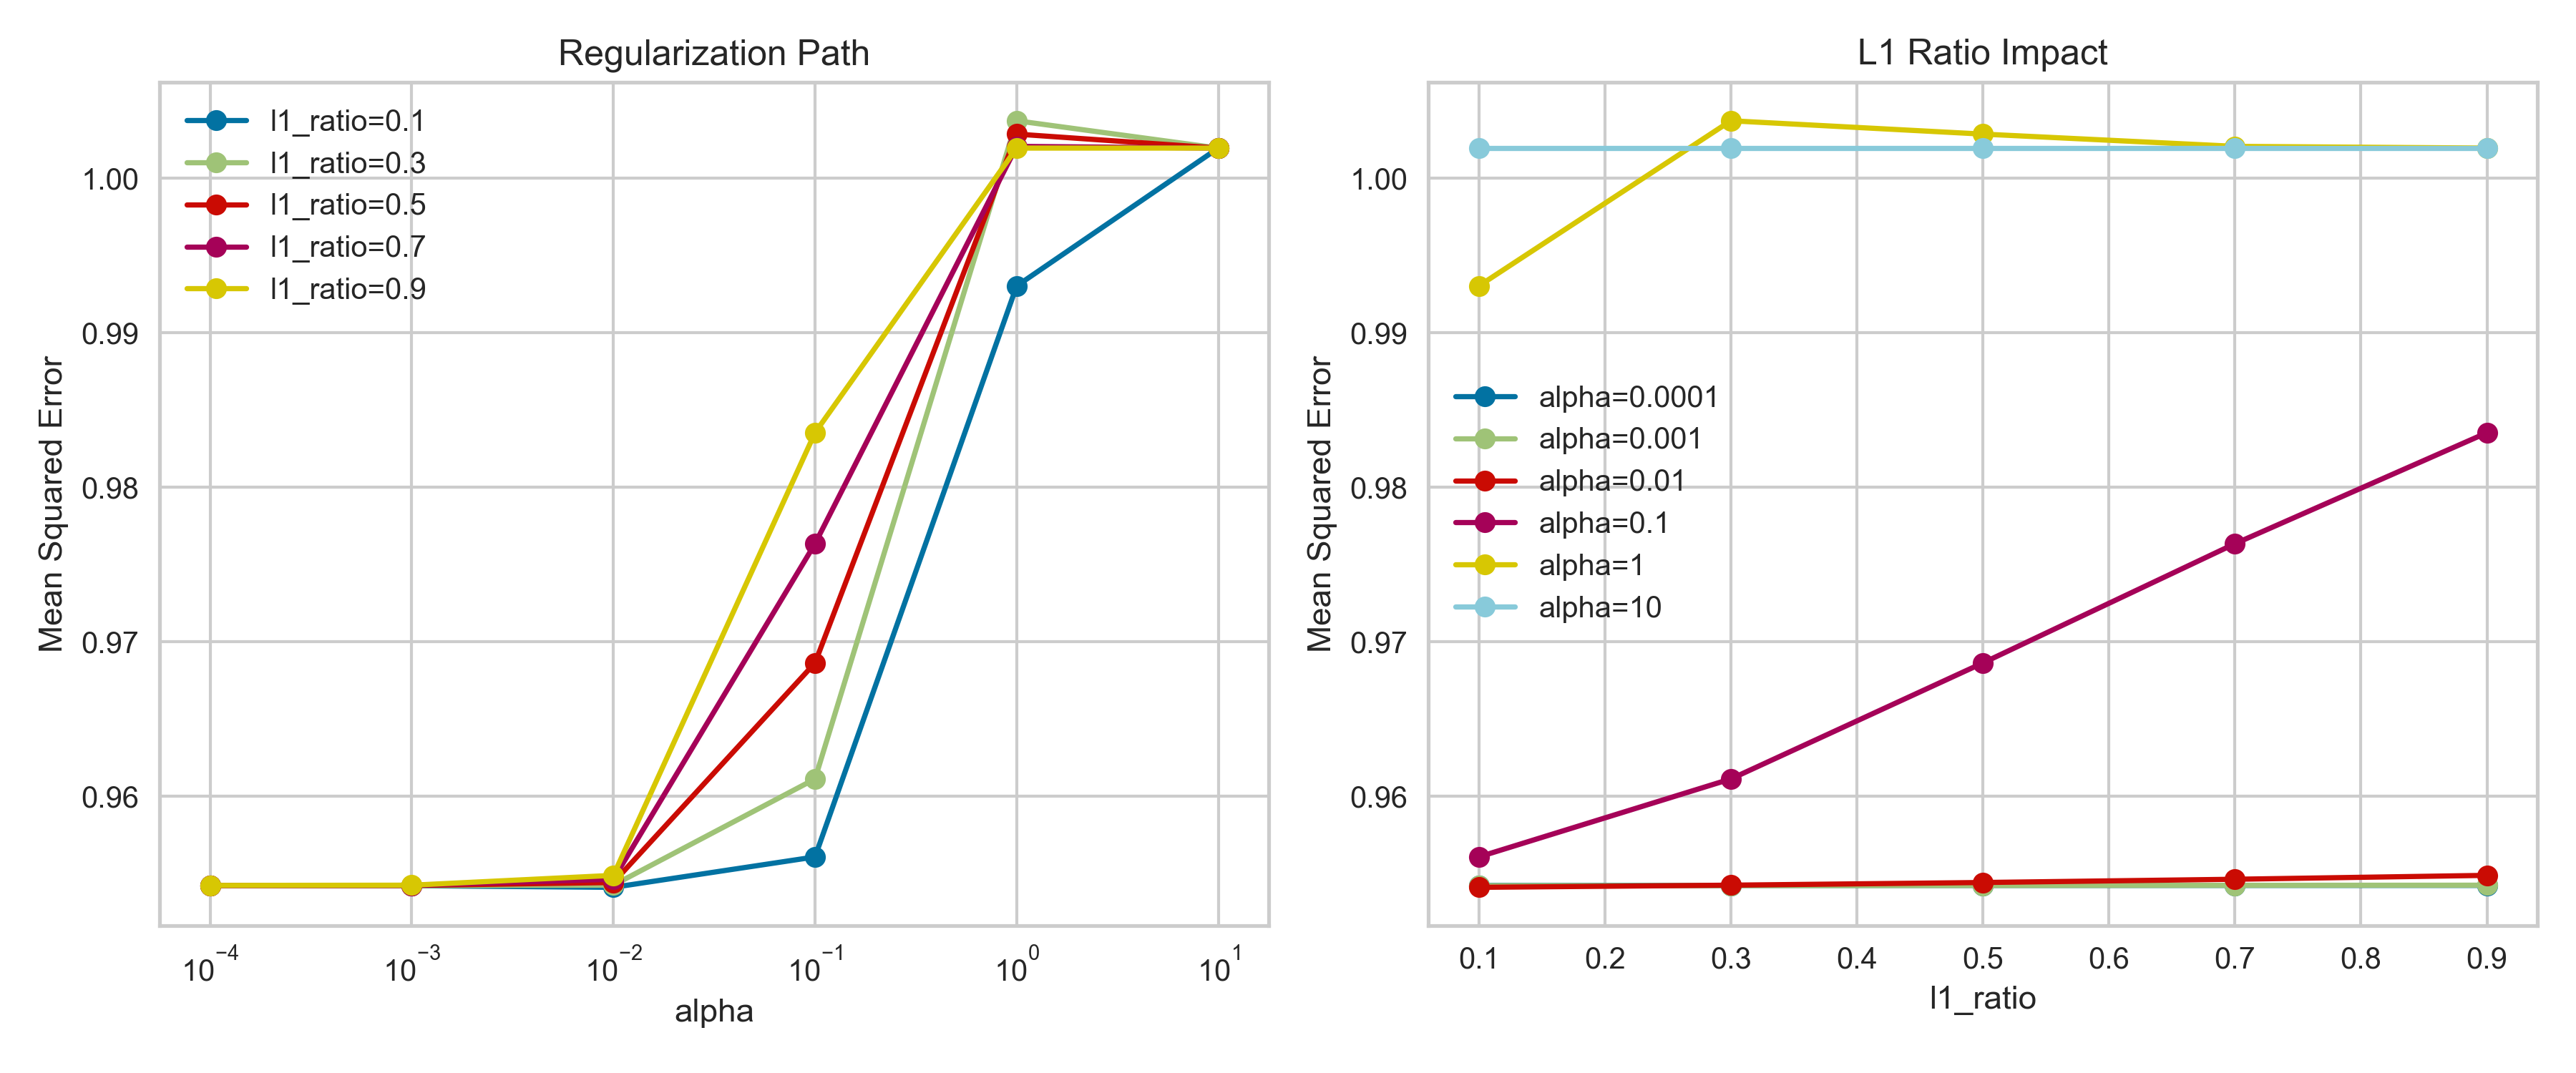 Regularization Path
l1_ratio=0.1
l1_ratio=0.3
l1_ratio=0.5
l1_ratio=0.7
l1_ratio=0.9
1.00
0.99
0.98
0.97
0.96
Mean Squared Error
10⁻⁴ 10⁻³ 10⁻² 10⁻¹ 10⁰ 10¹
alpha
L1 Ratio Impact
1.00
0.99
0.98
0.97
0.96
Mean Squared Error
alpha=0.0001
alpha=0.001
alpha=0.01
alpha=0.1
alpha=1
alpha=10
0.1 0.2 0.3 0.4 0.5 0.6 0.7 0.8 0.9
l1_ratio